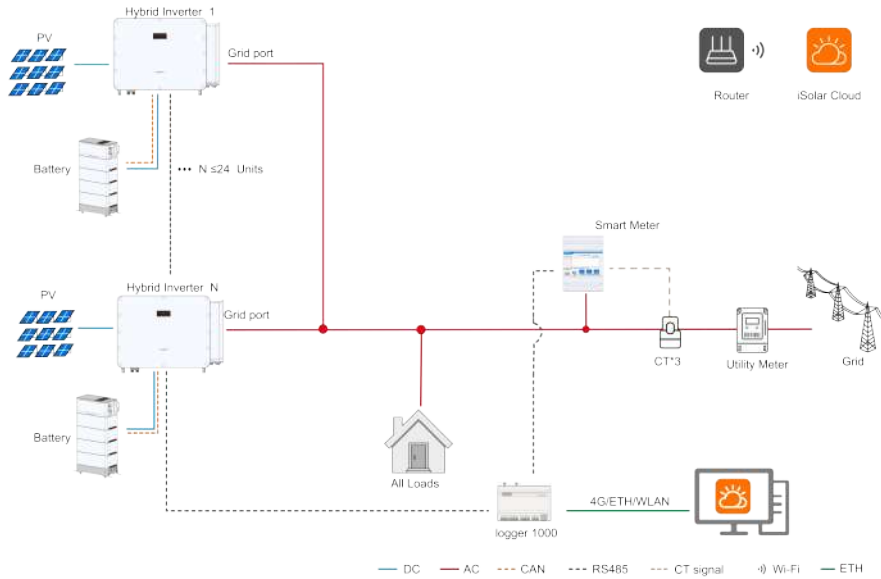 Hybrid Inverter 1
PV
Grid port
Router
iSolar Cloud
Battery
••• N ≤24 Units
Smart Meter
Hybrid Inverter N
PV
Grid port
CT*3
Utility Meter
Grid
Battery
All Loads
4G/ETH/WLAN
logger 1000
DC AC CAN RS485 CT signal Wi-Fi ETH